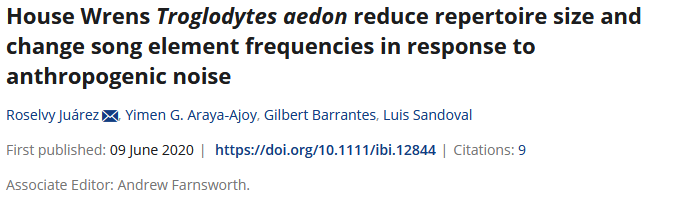 House Wrens Troglodytes aedon reduce repertoire size and
change song element frequencies in response to
anthropogenic noise
Roselvy Juárez, Yimen G. Araya-Ajoy, Gilbert Barrantes, Luis Sandoval
First published: 09 June 2020 | https://doi.org/10.1111/ibi.12844 | Citations: 9
Associate Editor: Andrew Farnsworth.